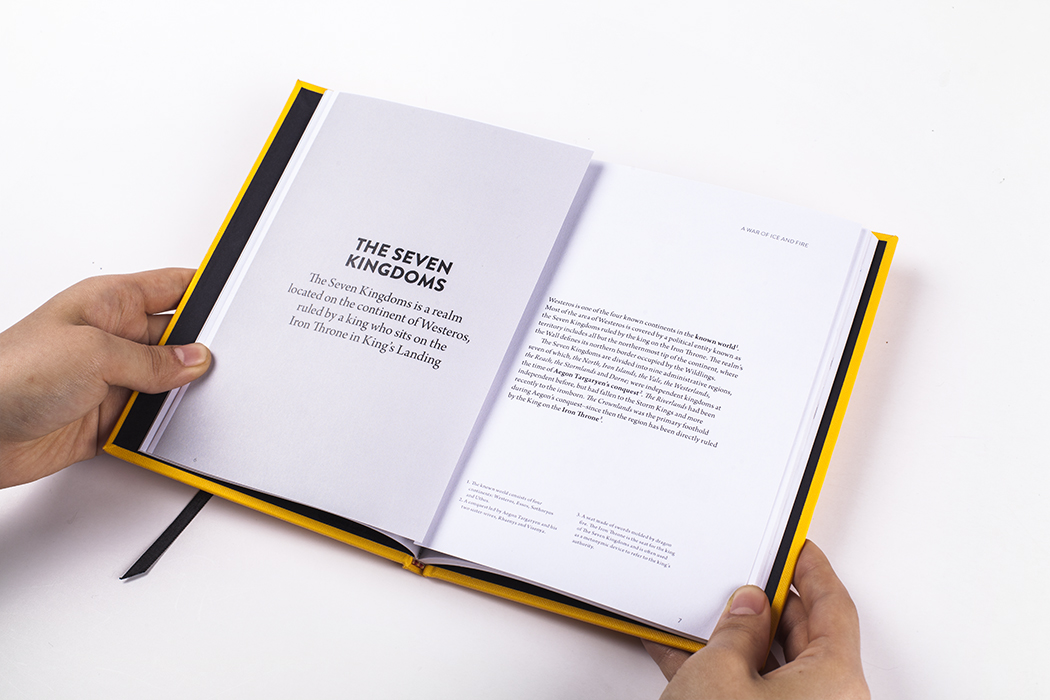 THE SEVEN
KINGDOMS
The Seven Kingdoms is a realm
located on the continent of Westeros,
ruled by a king who sits on the
Iron Throne in King's Landing
A WAR OF ICE AND FIRE
Westeros is one of the four known continents in the known world¹.
Most of the area of Westeros is covered by a political entity known as
the Seven Kingdoms ruled by the king on the Iron Throne. The realm's
territory includes all but the northernmost tip of the continent, where
the Wall defines its northern border occupied by the Wildlings.
The Seven Kingdoms are divided into nine administrative regions,
seven of which, the North, Iron Islands, the Vale, the Westerlands,
the Reach, the Stormlands and Dorne; were independent kingdoms at
the time of Aegon Targaryen's conquest². The Riverlands had been
independent before, but had fallen to the Storm Kings and more
recently to the ironborn. The Crownlands was the primary foothold
during Aegon's conquest–since then the region has been directly ruled
by the King on the Iron Throne³.
1. The known world consists of four
continents: Westeros, Essos, Sothoryos
and Ulthos.
2. A conquest led by Aegon Targaryen and his
two sister wives, Rhaenys and Visenya.
3. A seat made of swords molded by dragon
fire. The Iron Throne is the seat for the king
of The Seven Kingdoms and is often used
as a metonymic device to refer to the king's
authority.
7